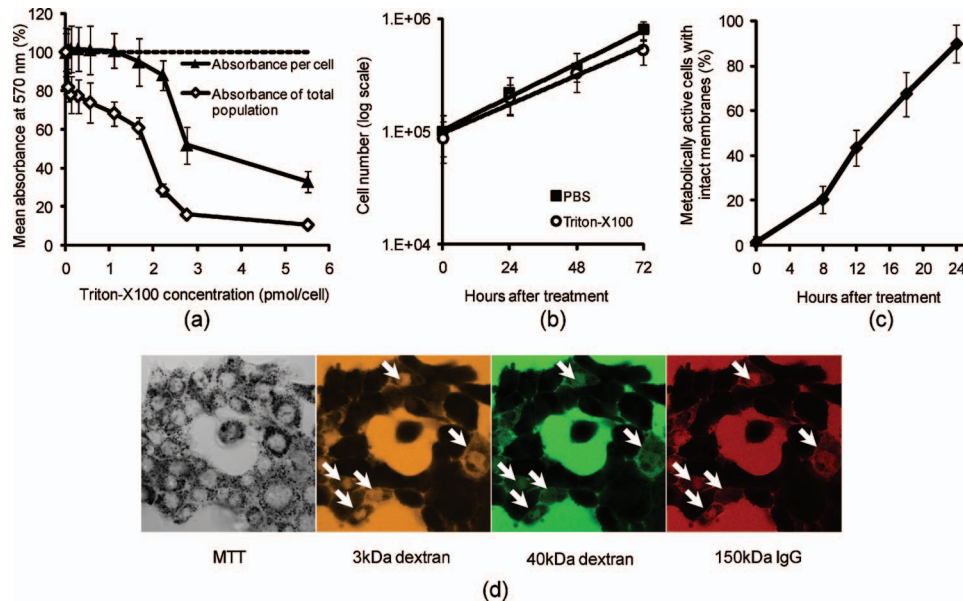 Mean absorbance at 570 nm (%)
120
100
80
60
40
20
0
Absorbance per cell
Absorbance of total
population
0 1 2 3 4 5 6
Triton-X100 concentration (pmol/cell)
(a)
Cell number (log scale)
1.E+06
1.E+05
1.E+04
PBS
Triton-X100
0 24 48 72
Hours after treatment
(b)
Metabolically active cells with
intact membranes (%)
100
80
60
40
20
0
0 4 8 12 16 20 24
Hours after treatment
(c)
MTT 3kDa dextran 40kDa dextran 150kDa IgG
(d)